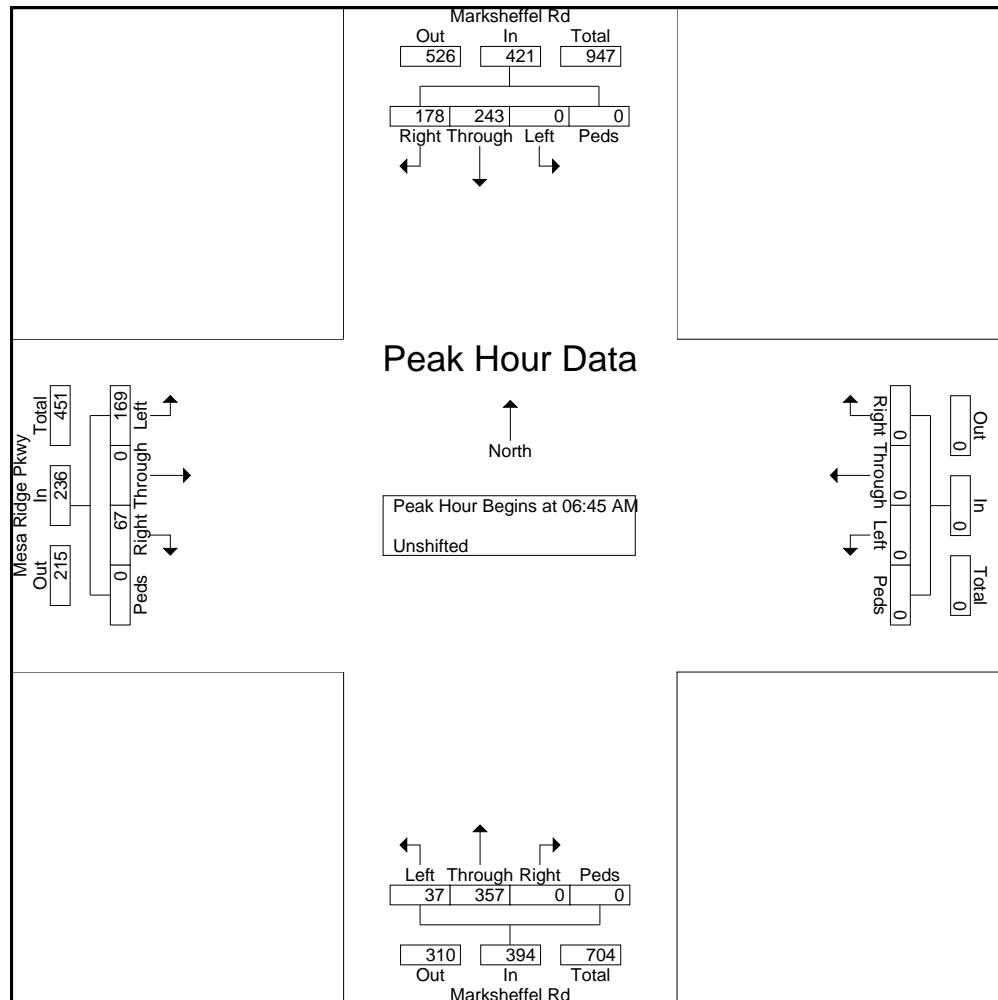 Marksheffel Rd
Out In Total
526 421 947
178 243 0 0
Right Through Left Peds
Peak Hour Data
North
Peak Hour Begins at 06:45 AM
Unshifted
Mesa Ridge Pkwy
Out In Total
215 236 451
169 0 67 0
Left Through Right Peds
Out In Total
0 0 0
0 0 0 0
Right Through Left Peds
Left Through Right Peds
37 357 0 0
310 394 704
Out In Total
Marksheffel Rd